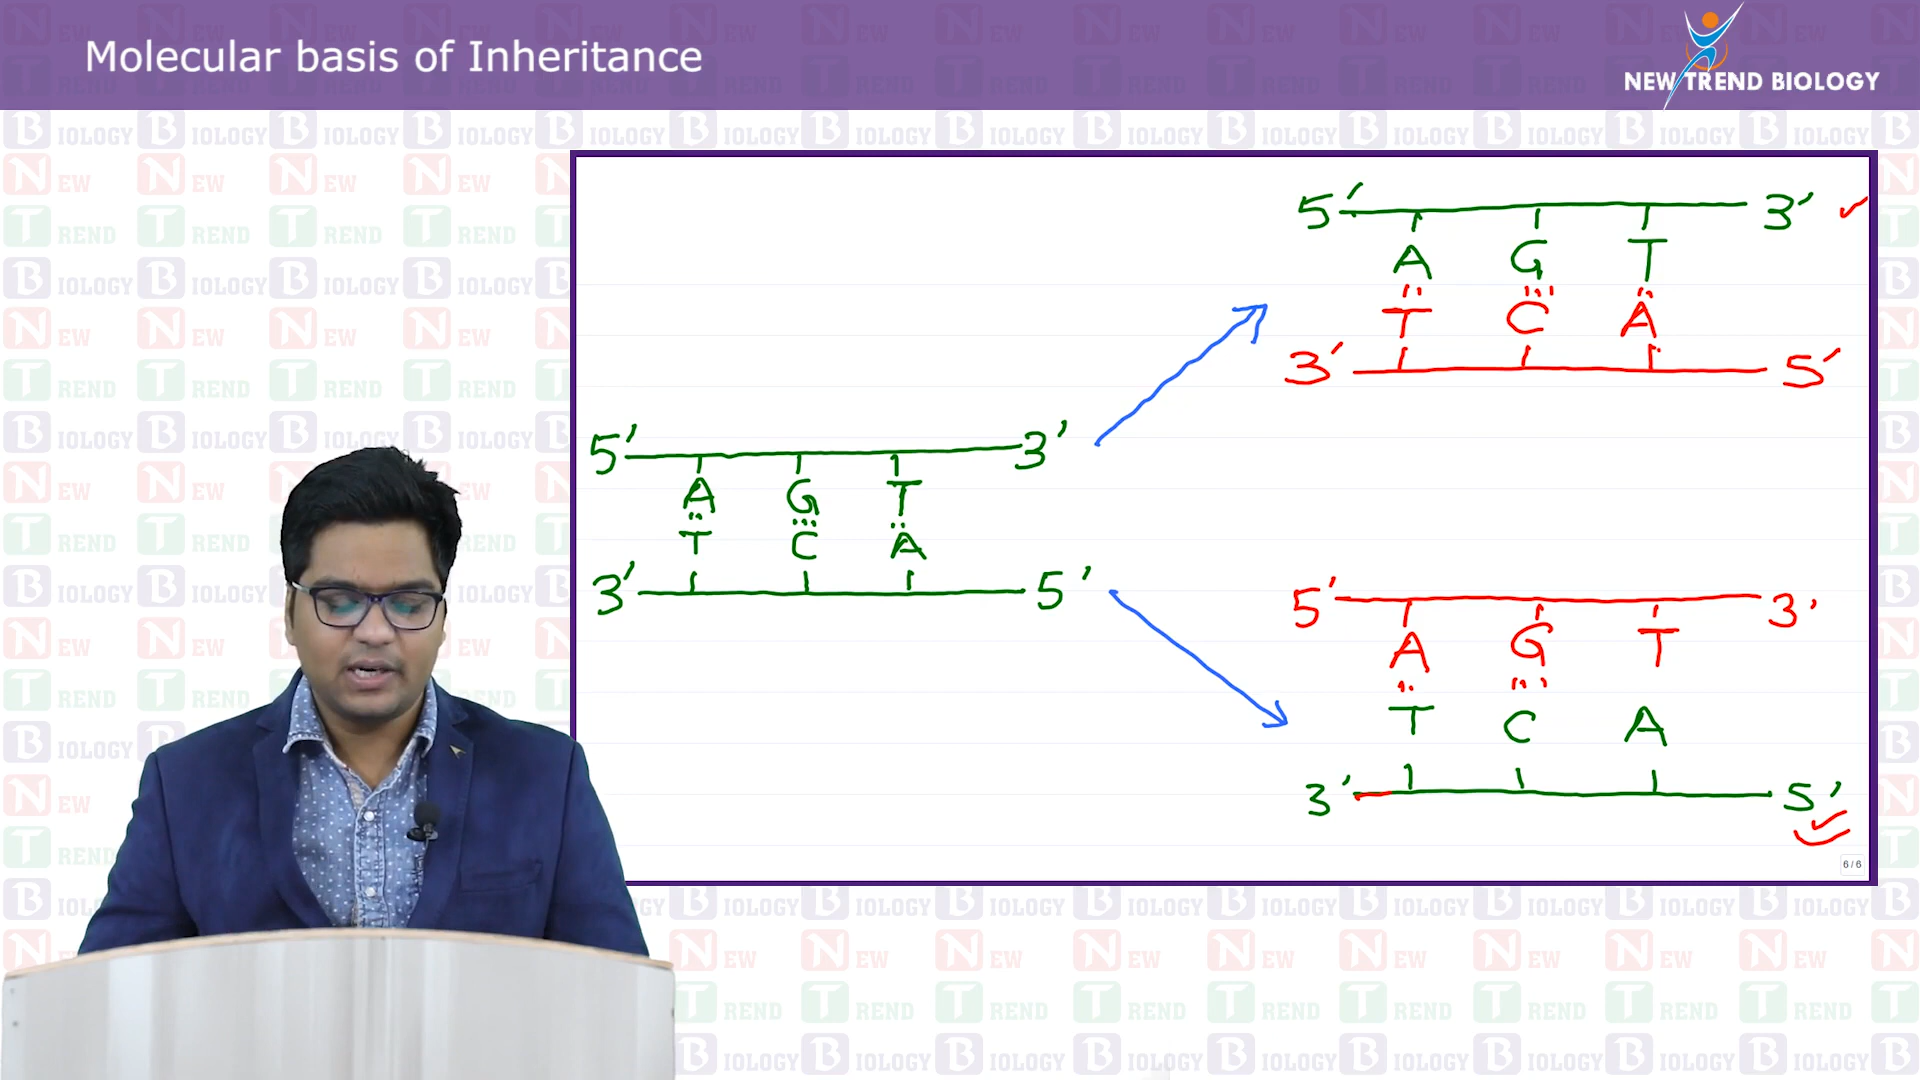 Molecular basis of Inheritance
NEW TREND BIOLOGY
5' 3'
A G T
T C A
3' 5'
5' 3'
A G T
T C A
3' 5'
5' 3'
A G T
T C A
3' 5'
6 / 6